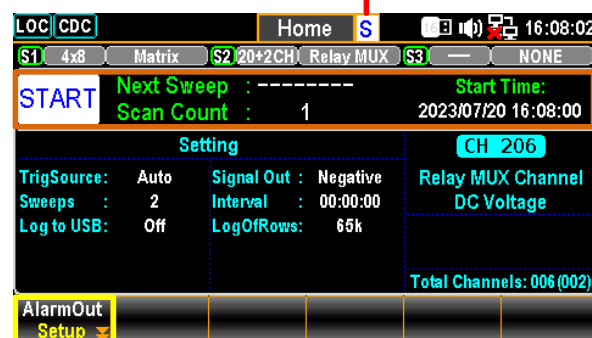 LOC CDC Home S 16:08:02
S1 4x8 Matrix S2 20+2CH Relay MUX S3 — NONE
START Next Sweep : -------- Start Time:
Scan Count : 1 2023/07/20 16:08:00
Setting CH 206
TrigSource: Auto Signal Out : Negative Relay MUX Channel
Sweeps : 2 Interval : 00:00:00 DC Voltage
Log to USB: Off LogOfRows: 65k
Total Channels: 006 (002)
AlarmOut
Setup